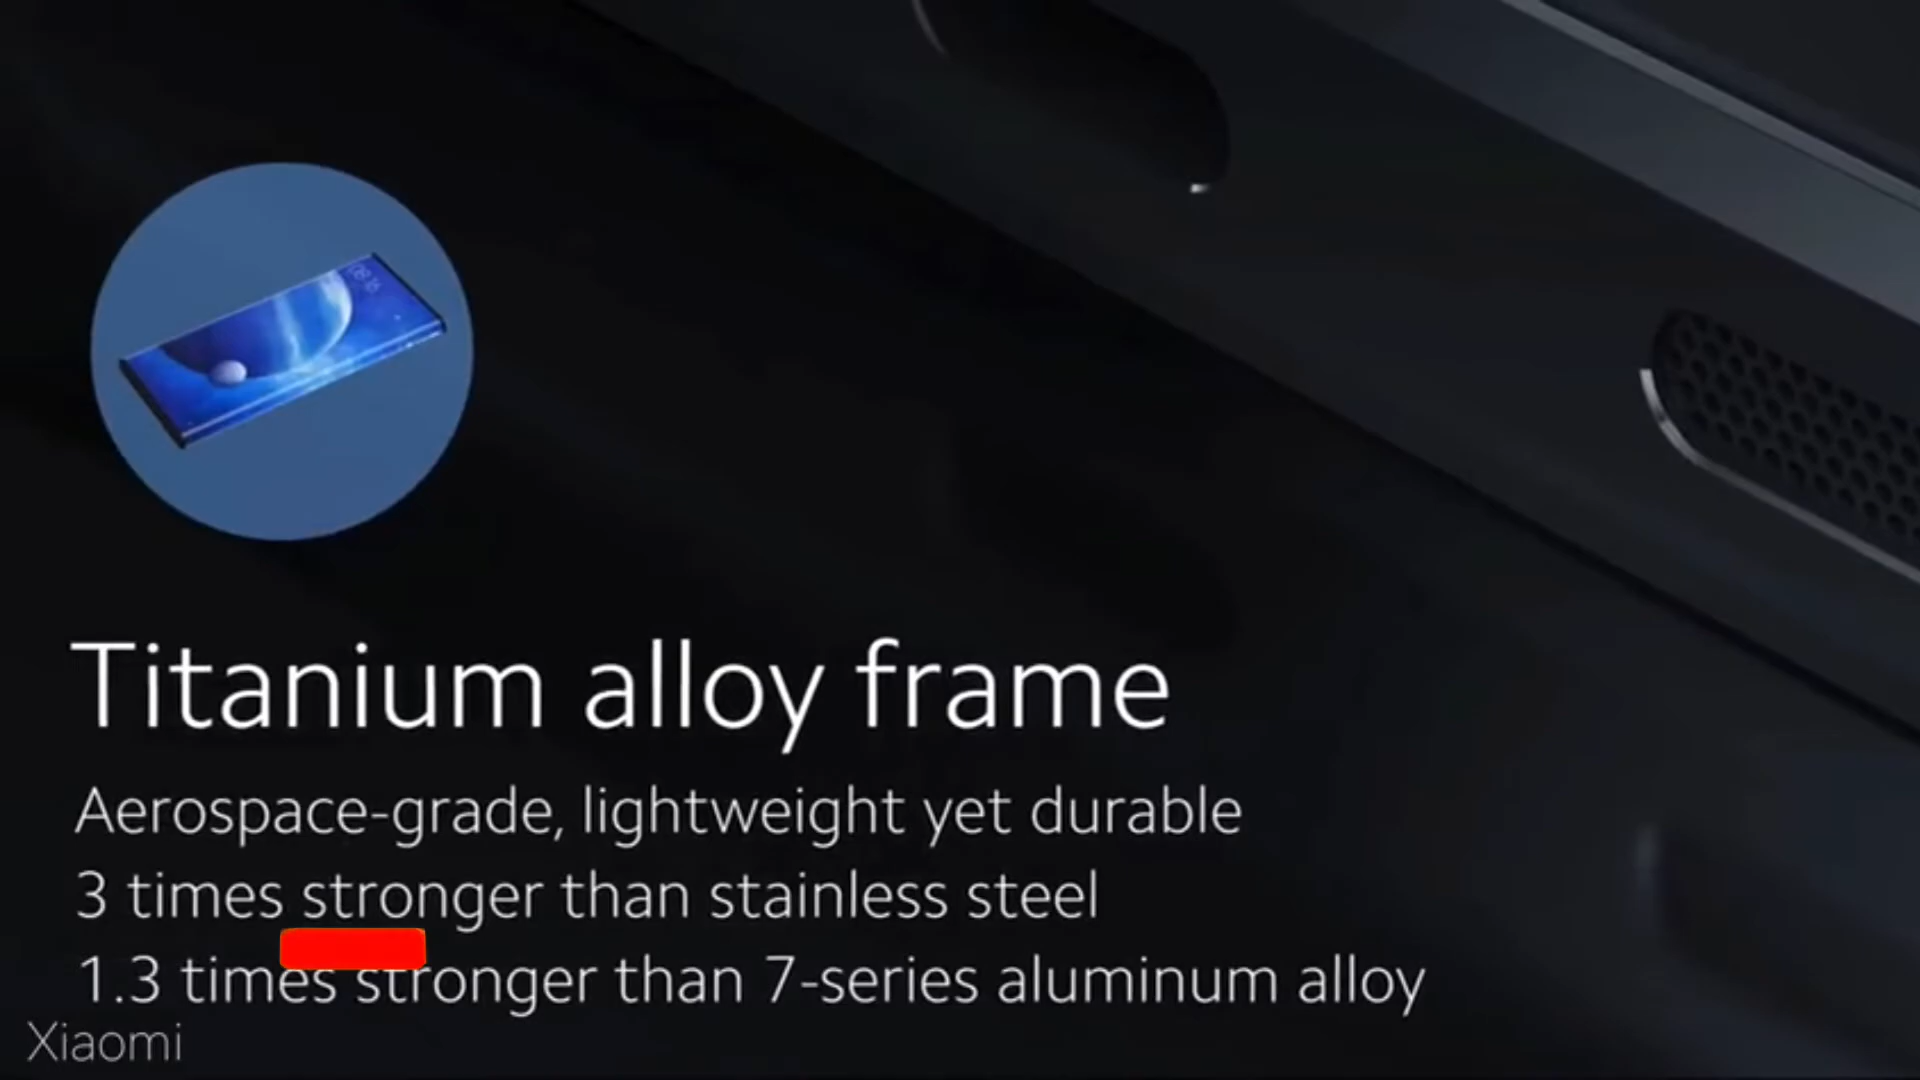 Titanium alloy frame
Aerospace-grade, lightweight yet durable
3 times stronger than stainless steel
1.3 times stronger than 7-series aluminum alloy
Xiaomi